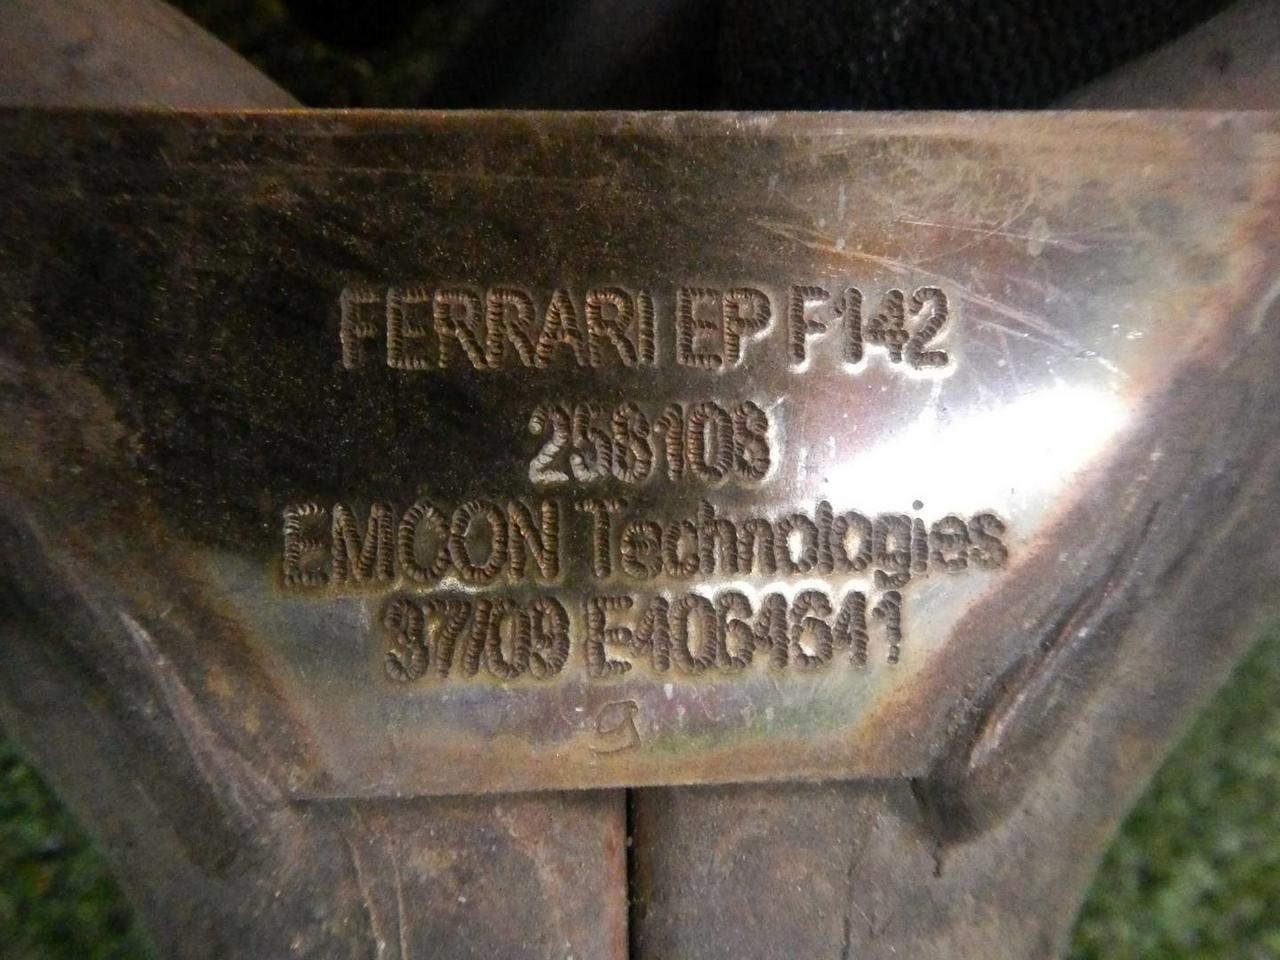 FERRARI EP F142
258108
EMCON Technologies
37/09 E4064641